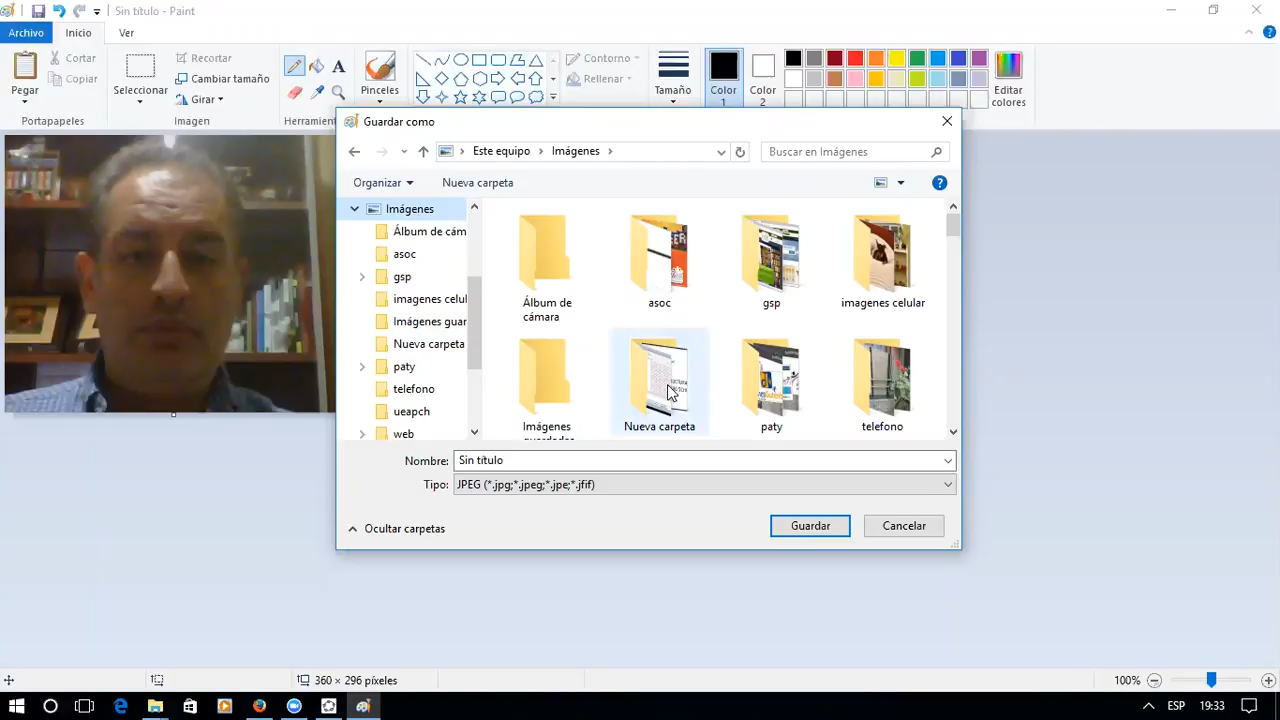 Sin título - Paint
Archivo
Inicio
Ver
Pegar
Cortar
Copiar
Portapapeles
Seleccionar
Recortar
Cambiar tamaño
Girar
Imagen
A
Herramient
Pinceles
Contorno
Rellenar
Tamaño
Color
1
Color
2
Editar
colores
Guardar como
Este equipo
Imágenes
Buscar en Imágenes
Organizar
Nueva carpeta
Imágenes
Álbum de cám
asoc
gsp
imagenes celul
Imágenes guar
Nueva carpeta
paty
telefono
ueapch
web
Álbum de
cámara
asoc
gsp
imagenes celular
Imágenes
guardadas
Nueva carpeta
paty
telefono
Nombre:
Sin título
Tipo:
JPEG (*.jpg;*.jpeg;*.jpe;*.jfif)
Ocultar carpetas
Guardar
Cancelar
360 × 296 píxeles
100%
ESP
19:33